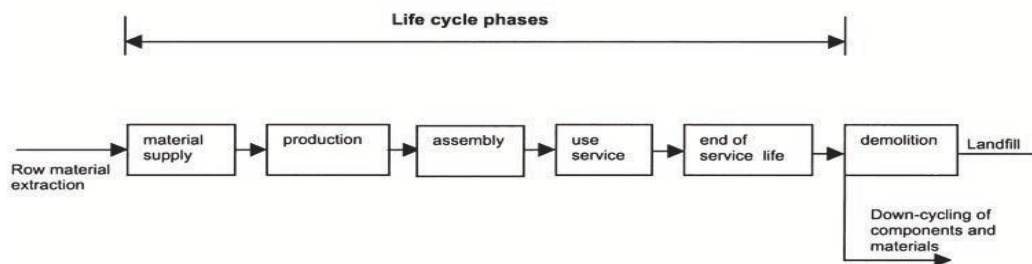 Life cycle phases
material
supply
production
assembly
use
service
end of
service life
demolition
Landfill
Row material
extraction
Down-cycling of
components and
materials